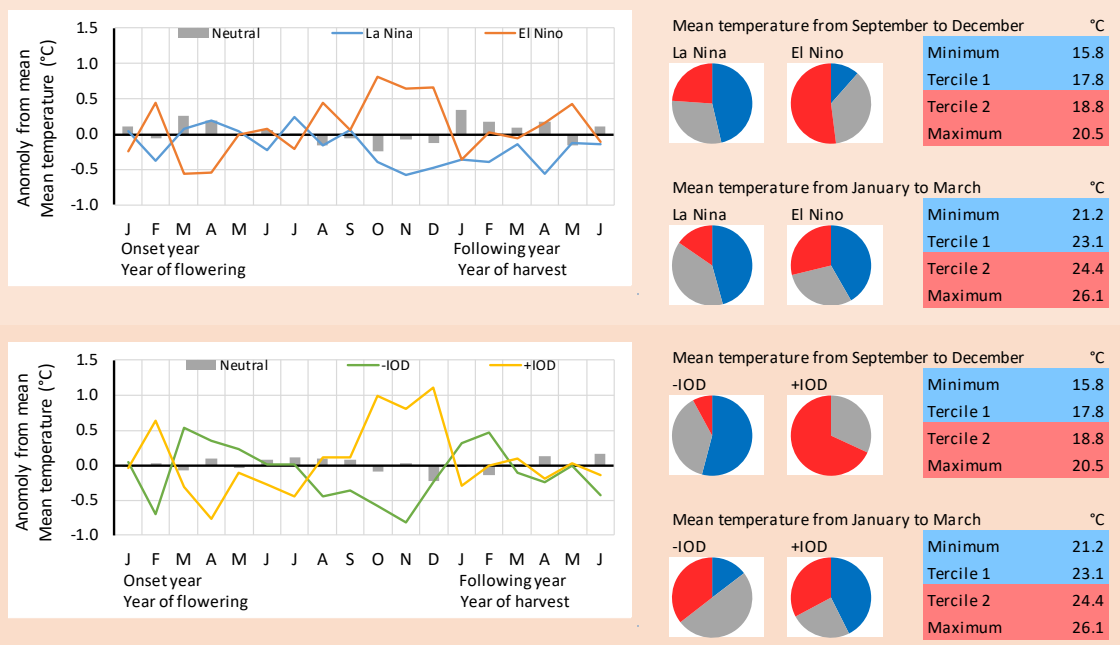 Anomoly from mean
Mean temperature (°C)
1.5
1.0
0.5
0.0
-0.5
-1.0
Neutral La Nina El Nino
J F M A M J J A S O N D J F M A M J
Onset year Following year
Year of flowering Year of harvest
Mean temperature from September to December °C
La Nina El Nino
Minimum 15.8
Tercile 1 17.8
Tercile 2 18.8
Maximum 20.5
Mean temperature from January to March °C
La Nina El Nino
Minimum 21.2
Tercile 1 23.1
Tercile 2 24.4
Maximum 26.1
Anomoly from mean
Mean temperature (°C)
1.5
1.0
0.5
0.0
-0.5
-1.0
Neutral -IOD +IOD
J F M A M J J A S O N D J F M A M J
Onset year Following year
Year of flowering Year of harvest
Mean temperature from September to December °C
-IOD +IOD
Minimum 15.8
Tercile 1 17.8
Tercile 2 18.8
Maximum 20.5
Mean temperature from January to March °C
-IOD +IOD
Minimum 21.2
Tercile 1 23.1
Tercile 2 24.4
Maximum 26.1